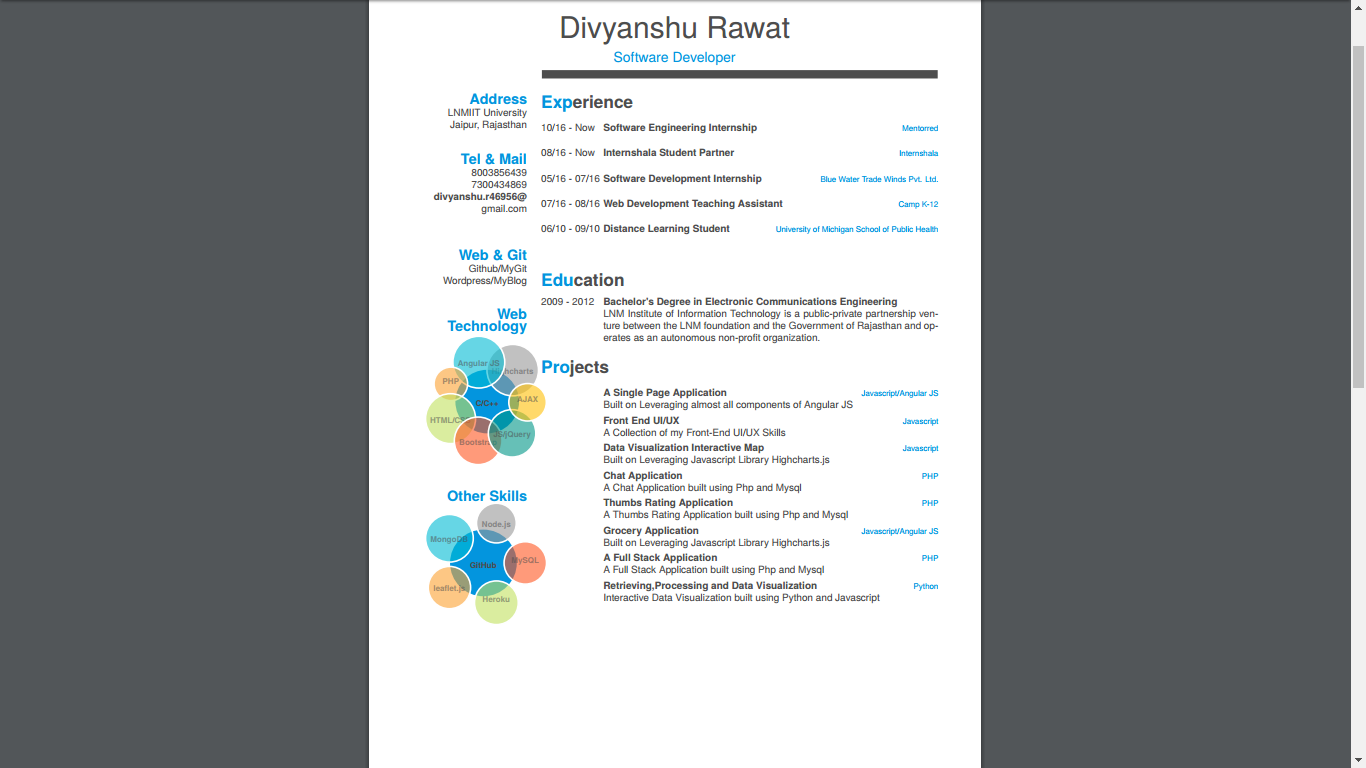 Divyanshu Rawat
Software Developer
Address
LNMIIT University
Jaipur, Rajasthan
Tel & Mail
8003856439
7300434869
divyanshu.r46956@
gmail.com
Web & Git
Github/MyGit
Wordpress/MyBlog
Web
Technology
Angular JS
hcharts
PHP
C/C++
AJAX
HTML/CS
JS/jQuery
Bootstrap
Other Skills
Node.js
MongoDB
MySQL
GitHub
leaflet.js
Heroku
Experience
10/16 - Now Software Engineering Internship Mentorred
08/16 - Now Internshala Student Partner Internshala
05/16 - 07/16 Software Development Internship Blue Water Trade Winds Pvt. Ltd.
07/16 - 08/16 Web Development Teaching Assistant Camp K-12
06/10 - 09/10 Distance Learning Student University of Michigan School of Public Health
Education
2009 - 2012 Bachelor's Degree in Electronic Communications Engineering
LNM Institute of Information Technology is a public-private partnership ven-
ture between the LNM foundation and the Government of Rajasthan and op-
erates as an autonomous non-profit organization.
Projects
A Single Page Application Javascript/Angular JS
Built on Leveraging almost all components of Angular JS
Front End UI/UX Javascript
A Collection of my Front-End UI/UX Skills
Data Visualization Interactive Map Javascript
Built on Leveraging Javascript Library Highcharts.js
Chat Application PHP
A Chat Application built using Php and Mysql
Thumbs Rating Application PHP
A Thumbs Rating Application built using Php and Mysql
Grocery Application Javascript/Angular JS
Built on Leveraging Javascript Library Highcharts.js
A Full Stack Application PHP
A Full Stack Application built using Php and Mysql
Retrieving,Processing and Data Visualization Python
Interactive Data Visualization built using Python and Javascript